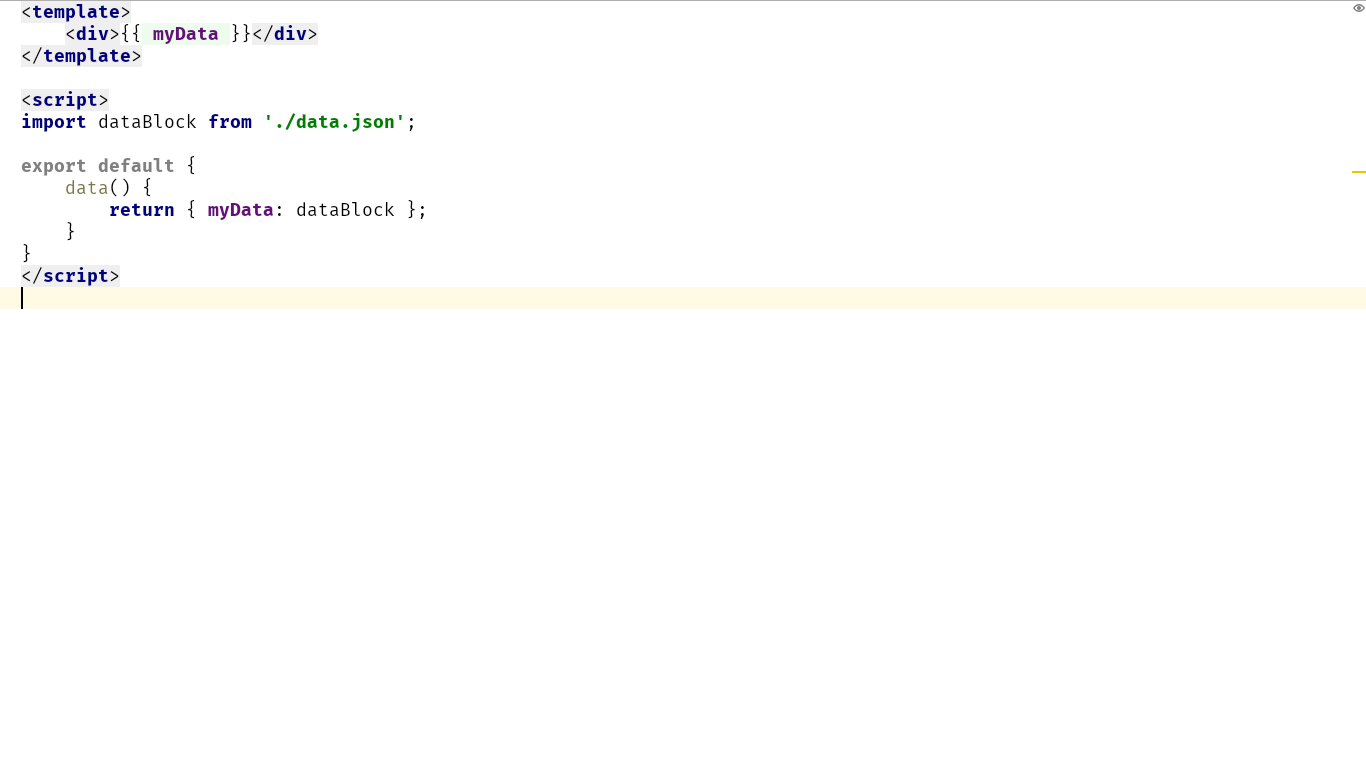 <template>
    <div>{{ myData }}</div>
</template>

<script>
import dataBlock from './data.json';

export default {
    data() {
        return { myData: dataBlock };
    }
}
</script>